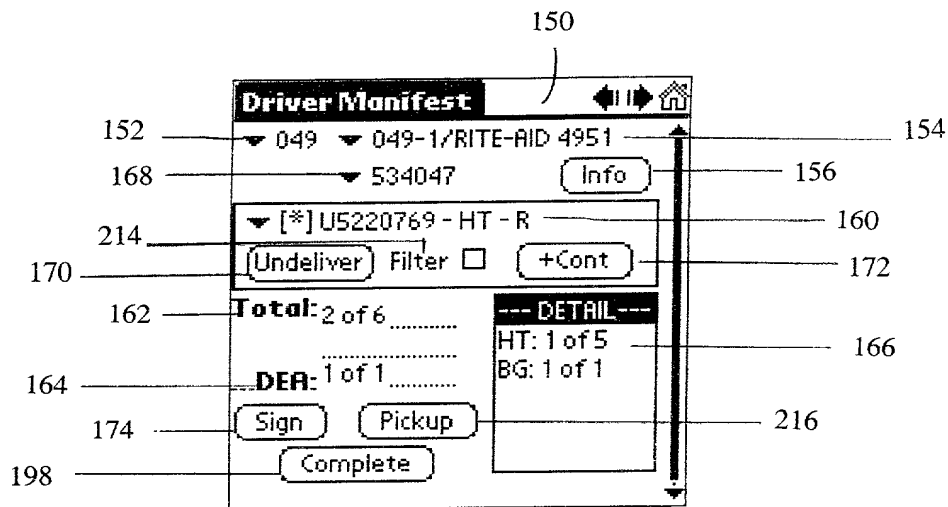 150
Driver Manifest
152 049 049-1/RITE-AID 4951 154
168 534047 Info 156
[*] U5220769 - HT - R 160
214
170 Undeliver Filter +Cont 172
162 Total: 2 of 6 --- DETAIL---
HT: 1 of 5 166
164 DEA: 1 of 1 BG: 1 of 1
174 Sign Pickup 216
198 Complete